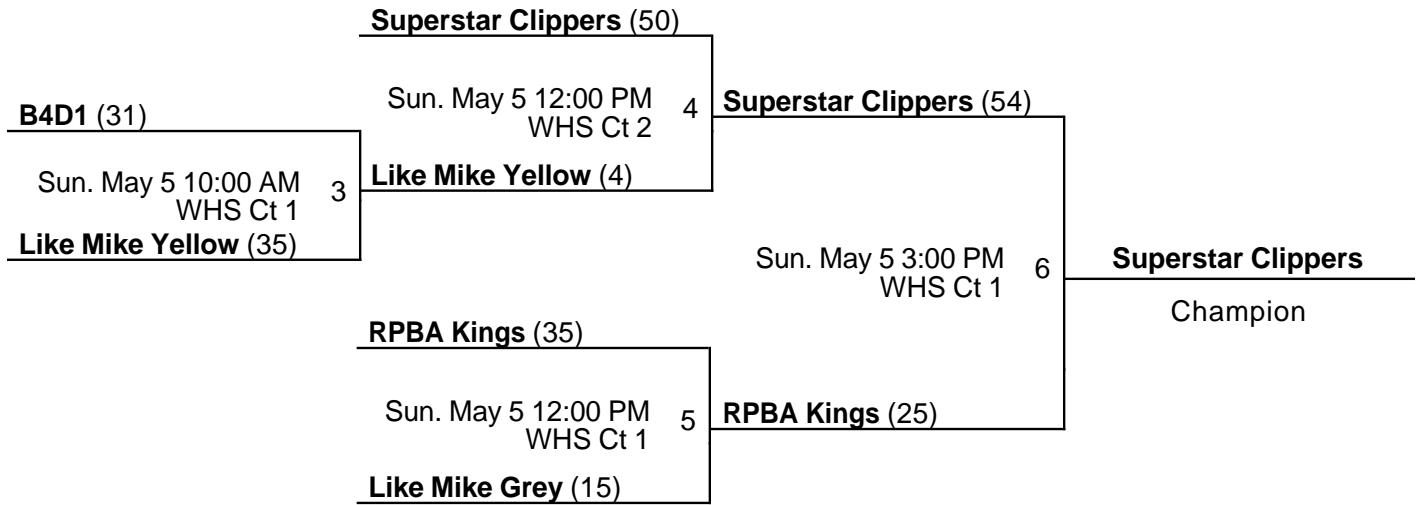 Superstar Clippers (50)
B4D1 (31)
Sun. May 5 12:00 PM
WHS Ct 2
4
Superstar Clippers (54)
Sun. May 5 10:00 AM
WHS Ct 1
3
Like Mike Yellow (4)
Like Mike Yellow (35)
Sun. May 5 3:00 PM
WHS Ct 1
6
Superstar Clippers
Champion
RPBA Kings (35)
Sun. May 5 12:00 PM
WHS Ct 1
5
RPBA Kings (25)
Like Mike Grey (15)